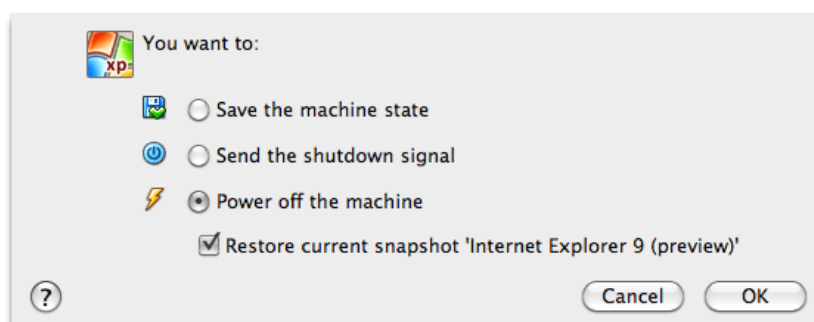 xp
You want to:
Save the machine state
Send the shutdown signal
Power off the machine
Restore current snapshot 'Internet Explorer 9 (preview)'
?
Cancel
OK